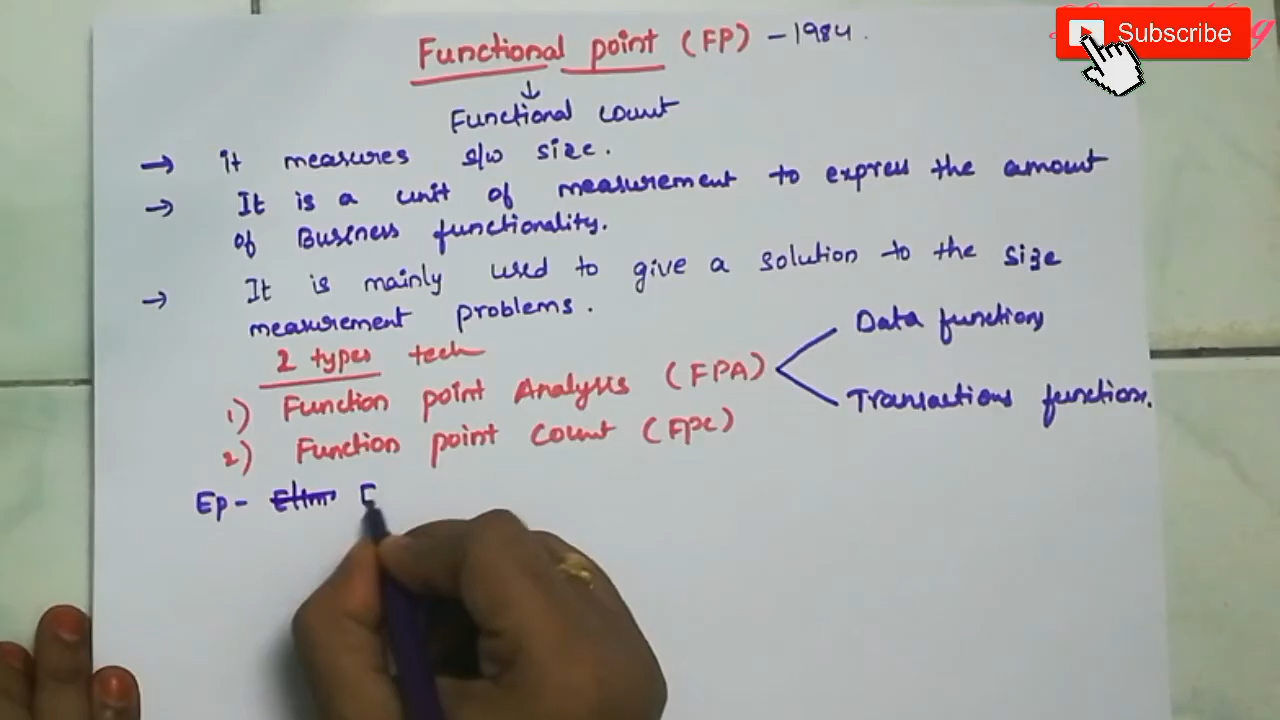 Subscribe
Functional point (FP) - 1984.
↓
Functional count
→ it measures s/w size.
→ It is a unit of measurement to express the amount
of Business functionality.
→ It is mainly used to give a solution to the size
measurement problems.
2 types tech
1) Function point Analysis (FPA)
Data functions
Transactions functions.
2) Function point Count (FPC)
Ep -